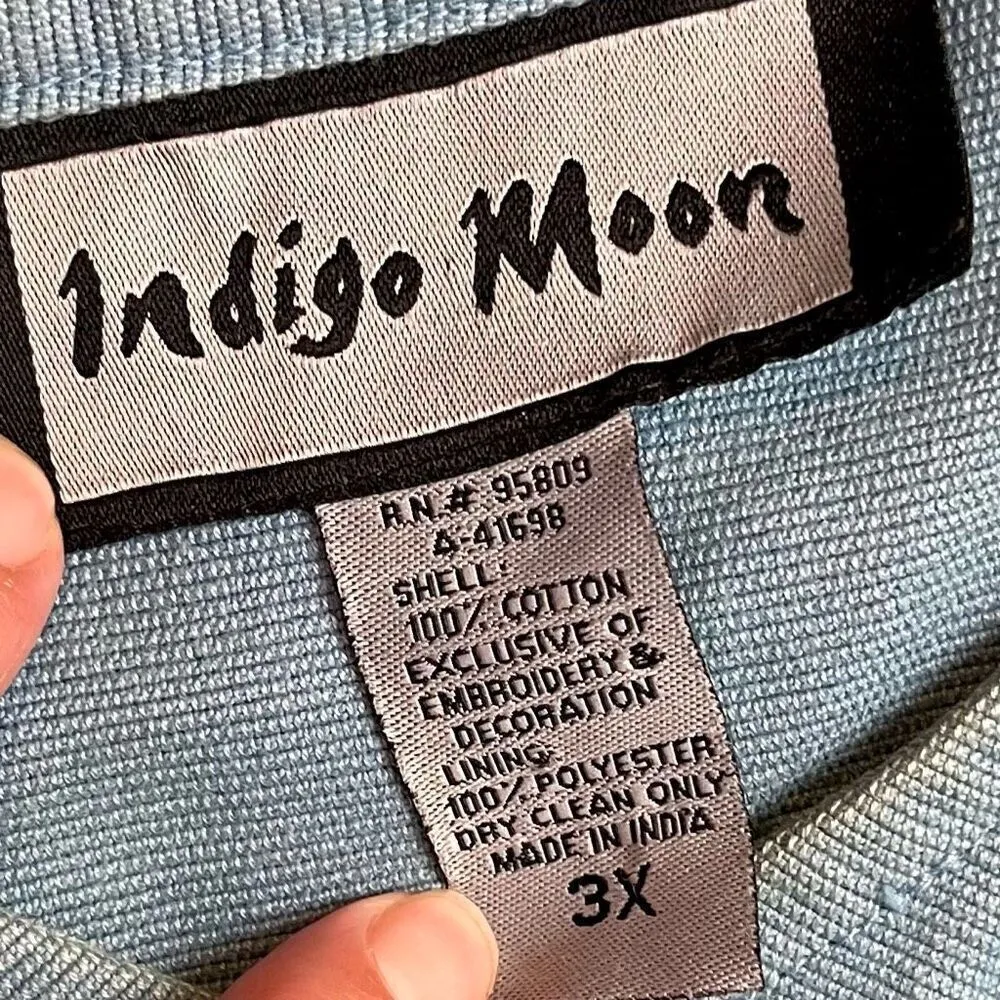 Indigo Moon
R.N.# 95809
Δ-41698
SHELL:
100% COTTON
EXCLUSIVE OF
EMBROIDERY &
DECORATION
LINING:
100% POLYESTER
DRY CLEAN ONLY
MADE IN INDIA
3X